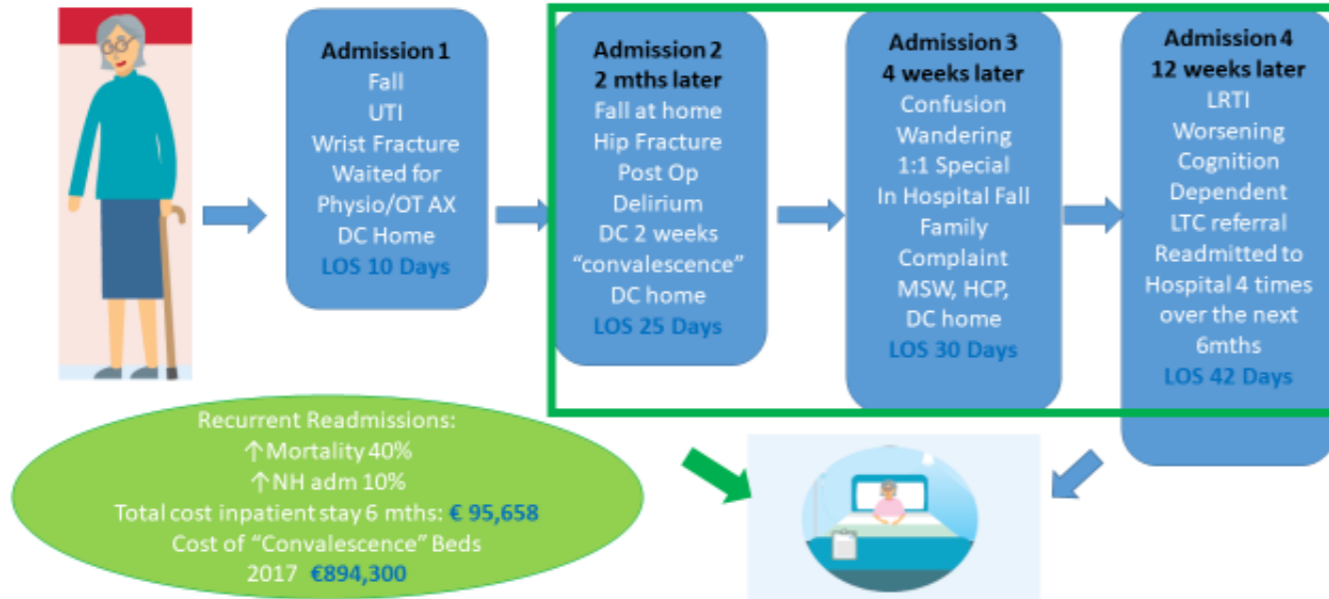 Admission 1
Fall
UTI
Wrist Fracture
Waited for
Physio/OT AX
DC Home
LOS 10 Days
Admission 2
2 mths later
Fall at home
Hip Fracture
Post Op
Delirium
DC 2 weeks
“convalescence”
DC home
LOS 25 Days
Admission 3
4 weeks later
Confusion
Wandering
1:1 Special
In Hospital Fall
Family
Complaint
MSW, HCP,
DC home
LOS 30 Days
Admission 4
12 weeks later
LRTI
Worsening
Cognition
Dependent
LTC referral
Readmitted to
Hospital 4 times
over the next
6mths
LOS 42 Days
Recurrent Readmissions:
↑Mortality 40%
↑NH adm 10%
Total cost inpatient stay 6 mths: € 95,658
Cost of “Convalescence” Beds
2017 €894,300